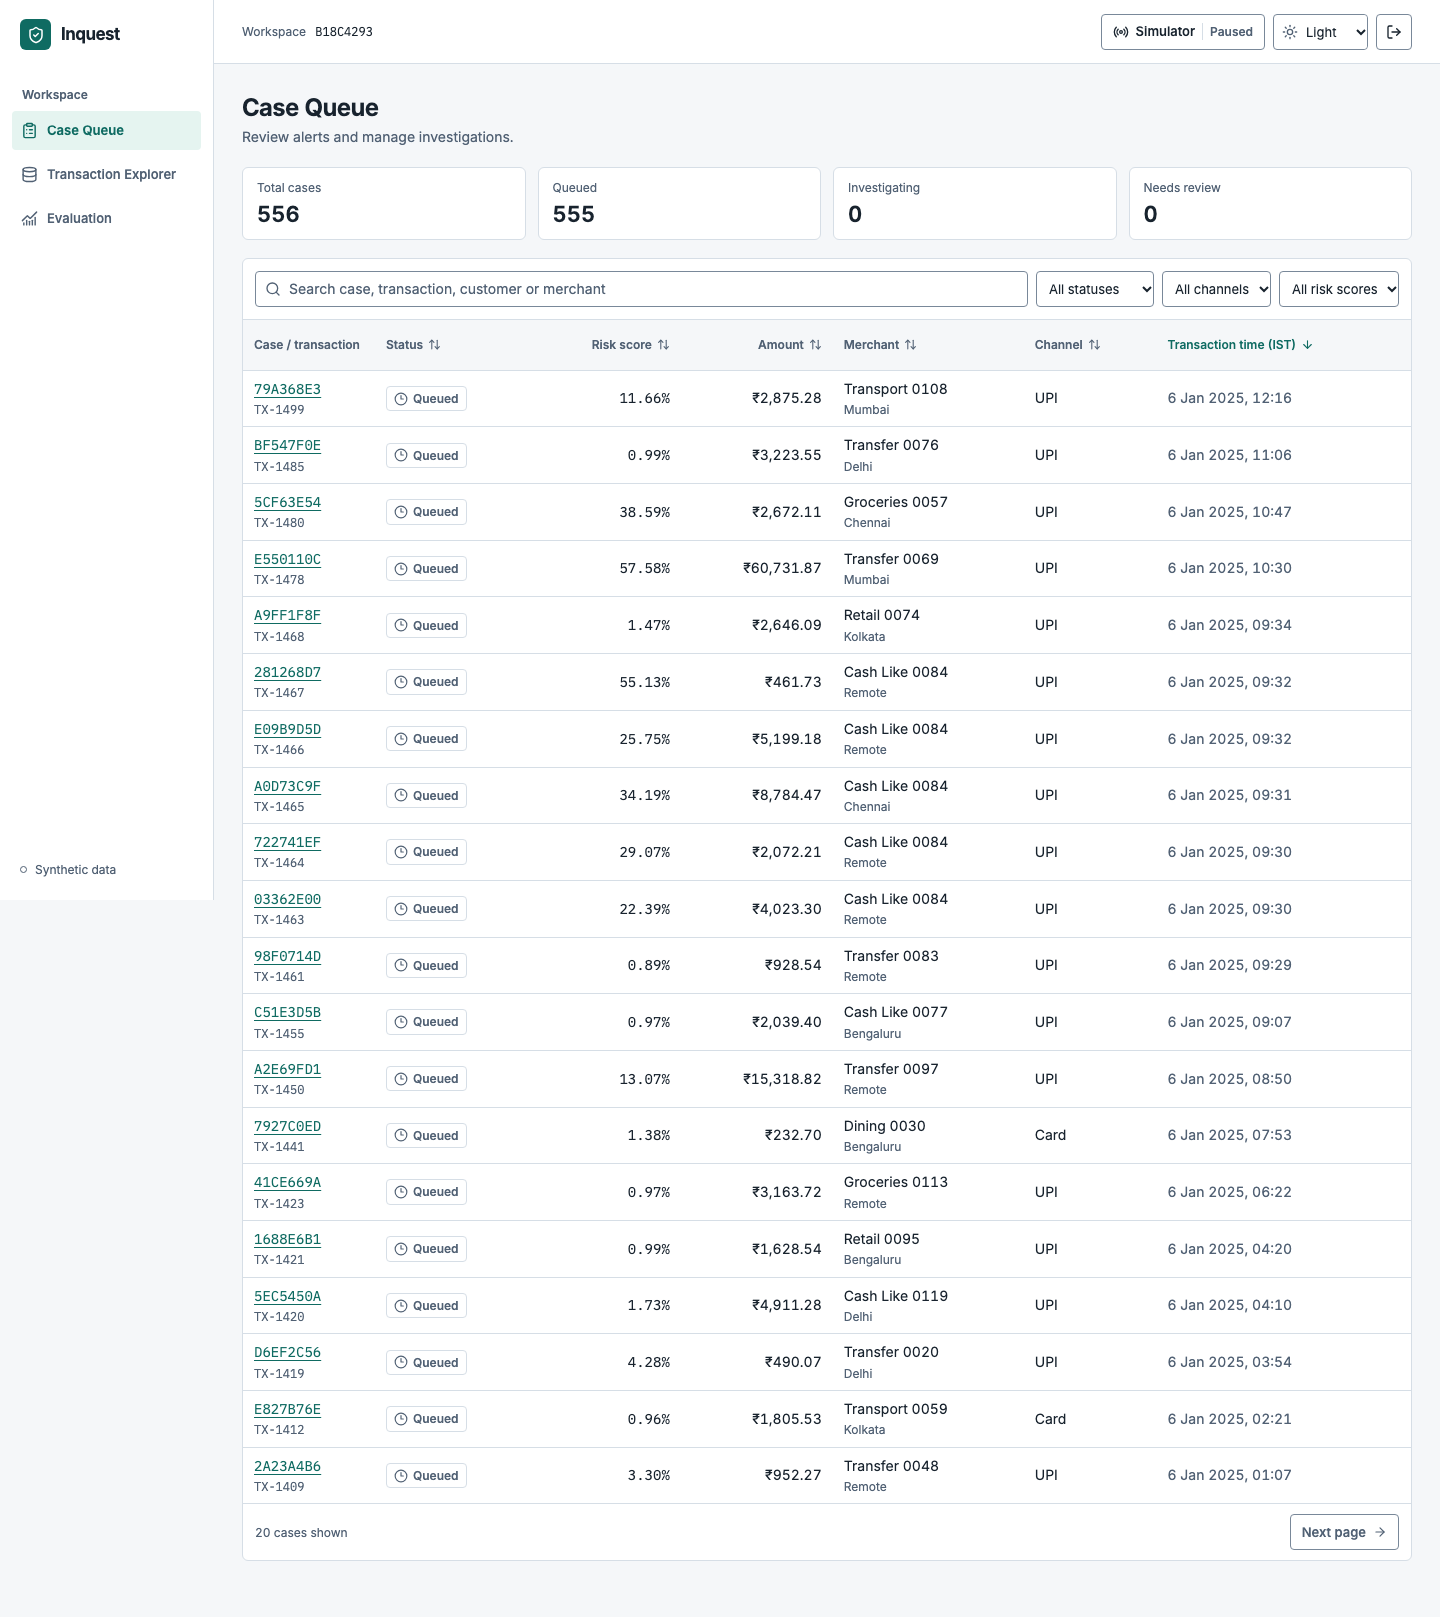 Inquest
Workspace B18C4293
Simulator Paused
Light
Workspace
Case Queue
Transaction Explorer
Evaluation
Synthetic data
Case Queue
Review alerts and manage investigations.
Total cases
556
Queued
555
Investigating
0
Needs review
0
Search case, transaction, customer or merchant
All statuses
All channels
All risk scores
Case / transaction Status Risk score Amount Merchant Channel Transaction time (IST)
79A368E3 Queued 11.66% ₹2,875.28 Transport 0108 UPI 6 Jan 2025, 12:16
TX-1499 Mumbai
BF547F0E Queued 0.99% ₹3,223.55 Transfer 0076 UPI 6 Jan 2025, 11:06
TX-1485 Delhi
5CF63E54 Queued 38.59% ₹2,672.11 Groceries 0057 UPI 6 Jan 2025, 10:47
TX-1480 Chennai
E550110C Queued 57.58% ₹60,731.87 Transfer 0069 UPI 6 Jan 2025, 10:30
TX-1478 Mumbai
A9FF1F8F Queued 1.47% ₹2,646.09 Retail 0074 UPI 6 Jan 2025, 09:34
TX-1468 Kolkata
281268D7 Queued 55.13% ₹461.73 Cash Like 0084 UPI 6 Jan 2025, 09:32
TX-1467 Remote
E09B9D5D Queued 25.75% ₹5,199.18 Cash Like 0084 UPI 6 Jan 2025, 09:32
TX-1466 Remote
A0D73C9F Queued 34.19% ₹8,784.47 Cash Like 0084 UPI 6 Jan 2025, 09:31
TX-1465 Chennai
722741EF Queued 29.07% ₹2,072.21 Cash Like 0084 UPI 6 Jan 2025, 09:30
TX-1464 Remote
03362E00 Queued 22.39% ₹4,023.30 Cash Like 0084 UPI 6 Jan 2025, 09:30
TX-1463 Remote
98F0714D Queued 0.89% ₹928.54 Transfer 0083 UPI 6 Jan 2025, 09:29
TX-1461 Remote
C51E3D5B Queued 0.97% ₹2,039.40 Cash Like 0077 UPI 6 Jan 2025, 09:07
TX-1455 Bengaluru
A2E69FD1 Queued 13.07% ₹15,318.82 Transfer 0097 UPI 6 Jan 2025, 08:50
TX-1450 Remote
7927C0ED Queued 1.38% ₹232.70 Dining 0030 Card 6 Jan 2025, 07:53
TX-1441 Bengaluru
41CE669A Queued 0.97% ₹3,163.72 Groceries 0113 UPI 6 Jan 2025, 06:22
TX-1423 Remote
1688E6B1 Queued 0.99% ₹1,628.54 Retail 0095 UPI 6 Jan 2025, 04:20
TX-1421 Bengaluru
5EC5450A Queued 1.73% ₹4,911.28 Cash Like 0119 UPI 6 Jan 2025, 04:10
TX-1420 Delhi
D6EF2C56 Queued 4.28% ₹490.07 Transfer 0020 UPI 6 Jan 2025, 03:54
TX-1419 Delhi
E827B76E Queued 0.96% ₹1,805.53 Transport 0059 Card 6 Jan 2025, 02:21
TX-1412 Kolkata
2A23A4B6 Queued 3.30% ₹952.27 Transfer 0048 UPI 6 Jan 2025, 01:07
TX-1409 Remote
20 cases shown
Next page